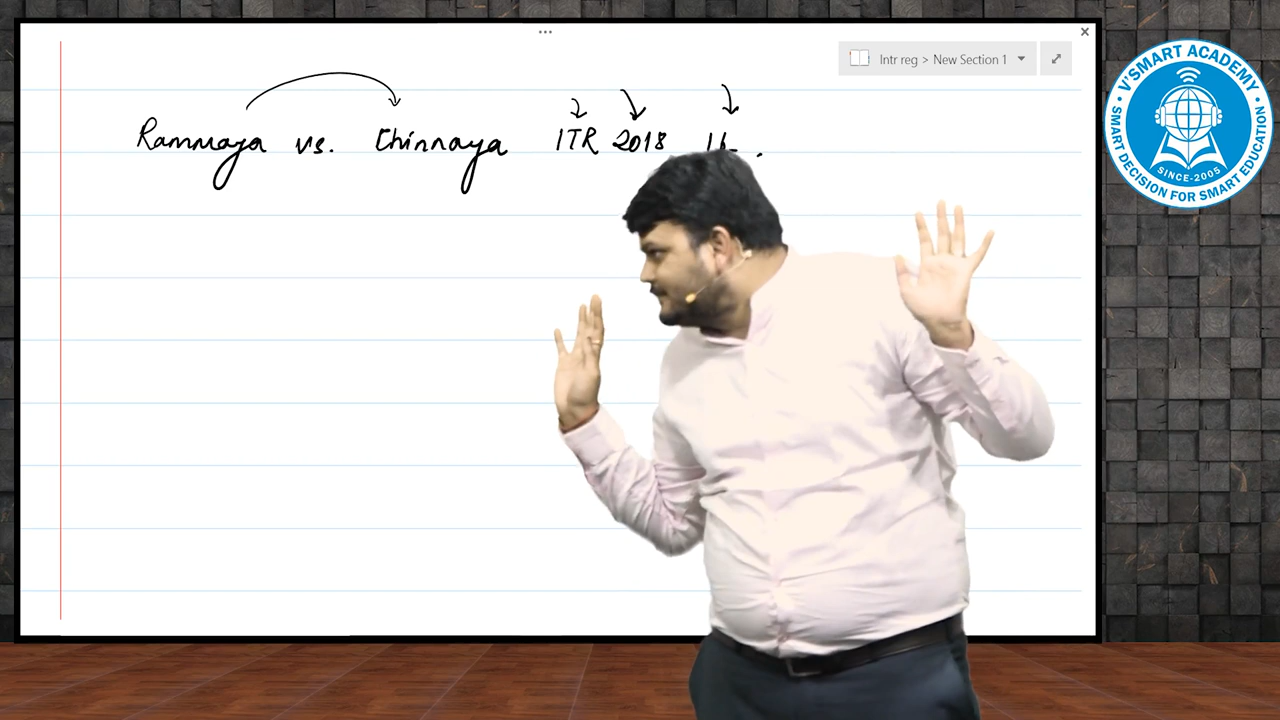 Intr reg > New Section 1
Rammaya vs. Chinnaya ITR 2018
V'SMART ACADEMY
SINCE-2005
SMART DECISION FOR SMART EDUCATION